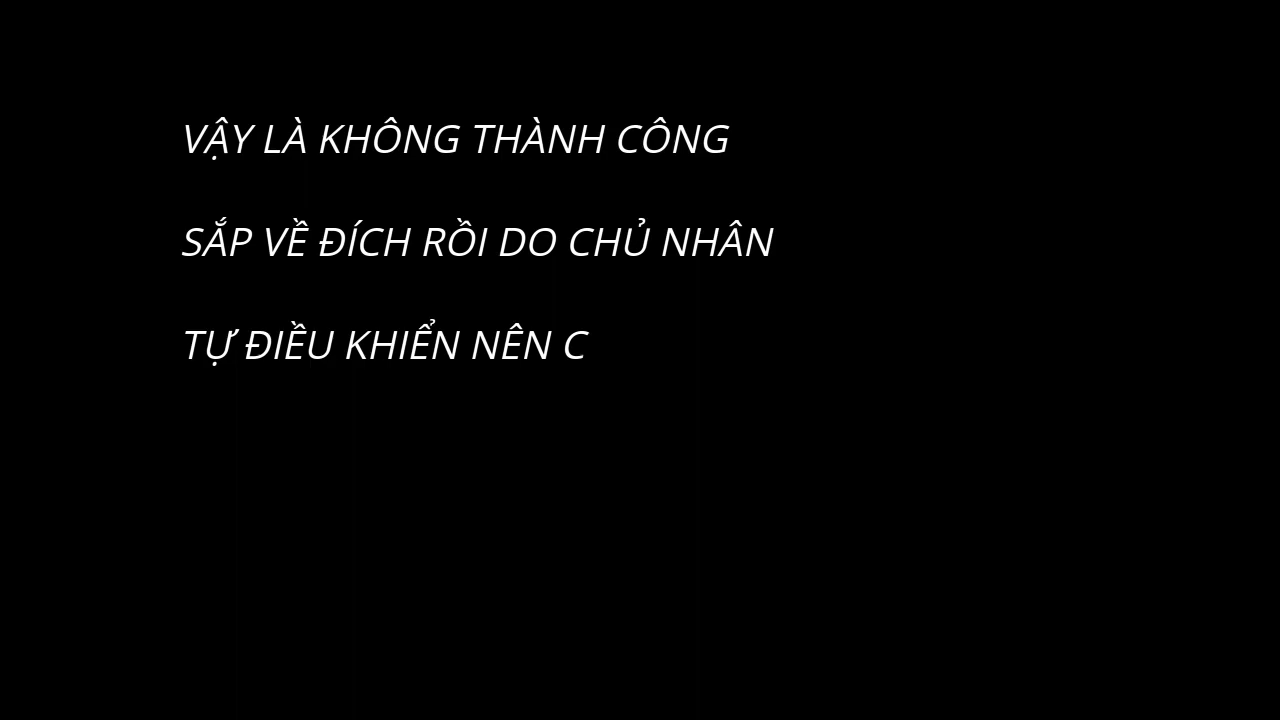 VẬY LÀ KHÔNG THÀNH CÔNG
SẮP VỀ ĐÍCH RỒI DO CHỦ NHÂN
TỰ ĐIỀU KHIỂN NÊN C